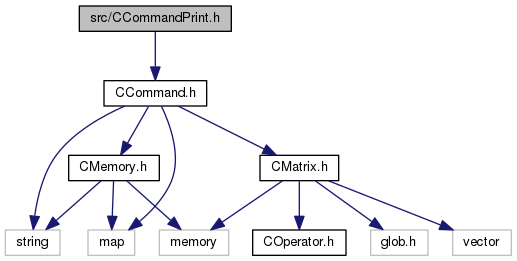 src/CCommandPrint.h
CCommand.h
CMemory.h
CMatrix.h
string
map
memory
COperator.h
glob.h
vector